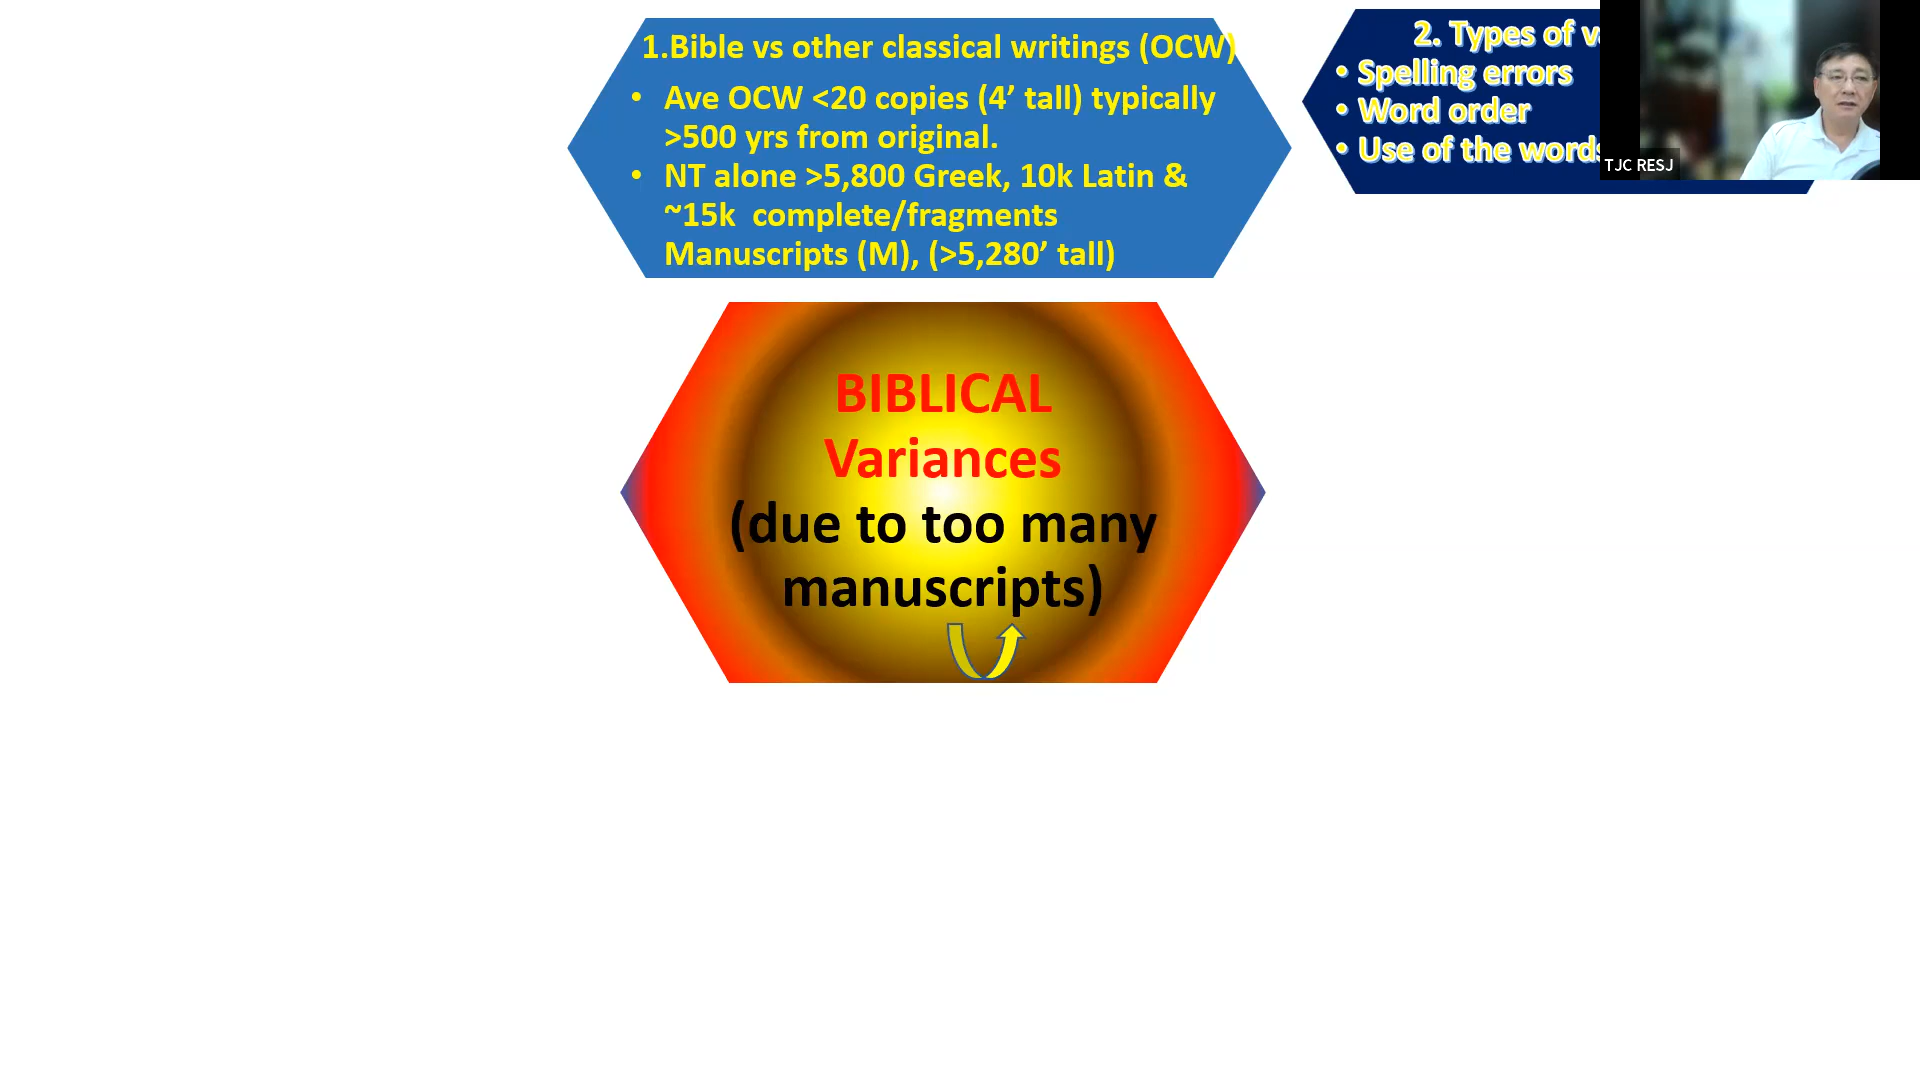 1.Bible vs other classical writings (OCW)
• Ave OCW <20 copies (4’ tall) typically
>500 yrs from original.
• NT alone >5,800 Greek, 10k Latin &
~15k complete/fragments
Manuscripts (M), (>5,280’ tall)
2. Types of
• Spelling errors
• Word order
• Use of the words
TJC RESJ
BIBLICAL
Variances
(due to too many
manuscripts)